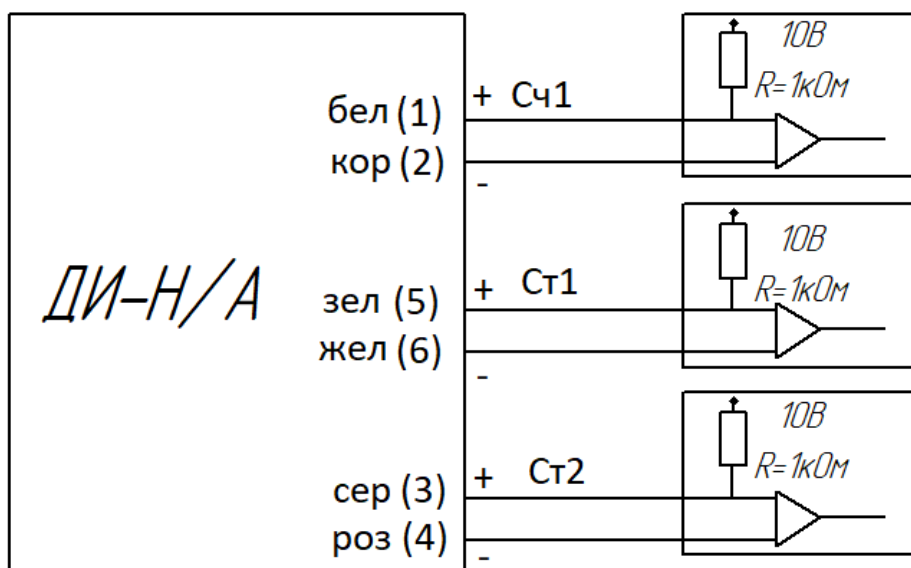 10В
+ Сч1
R=1кОм
бел (1)
кор (2)
-
10В
ДИ-Н/А
+ Ст1
R=1кОм
зел (5)
жел (6)
-
10В
+ Ст2
R=1кОм
сер (3)
роз (4)
-